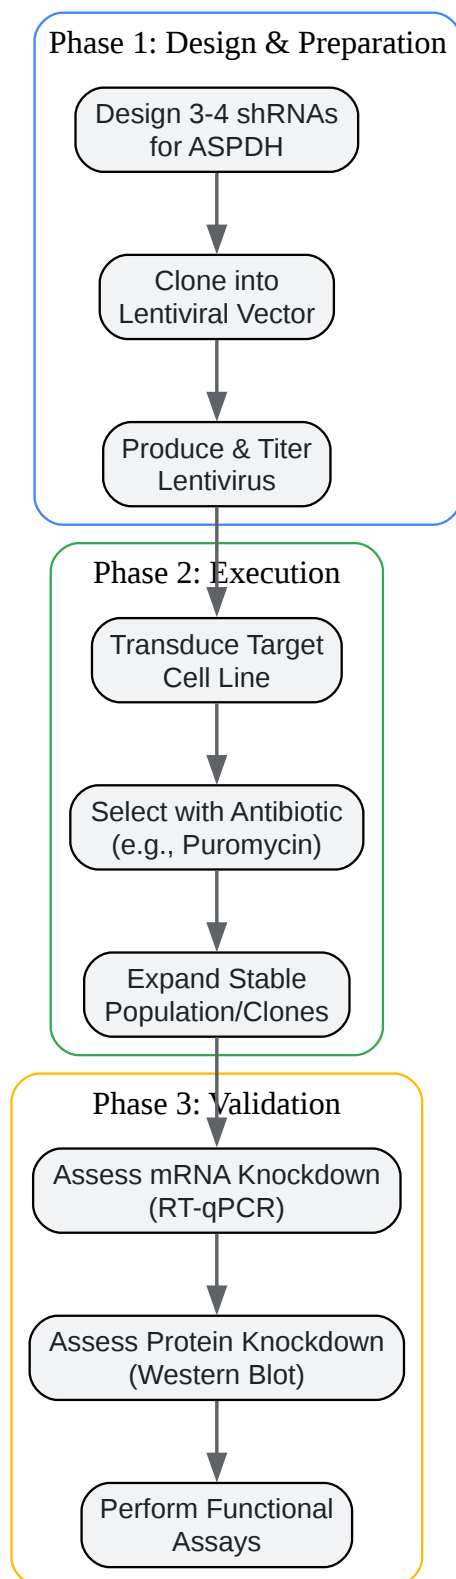 Phase 1: Design & Preparation
Design 3-4 shRNAs
for ASPDH
Clone into
Lentiviral Vector
Produce & Titer
Lentivirus
Phase 2: Execution
Transduce Target
Cell Line
Select with Antibiotic
(e.g., Puromycin)
Expand Stable
Population/Clones
Phase 3: Validation
Assess mRNA Knockdown
(RT-qPCR)
Assess Protein Knockdown
(Western Blot)
Perform Functional
Assays